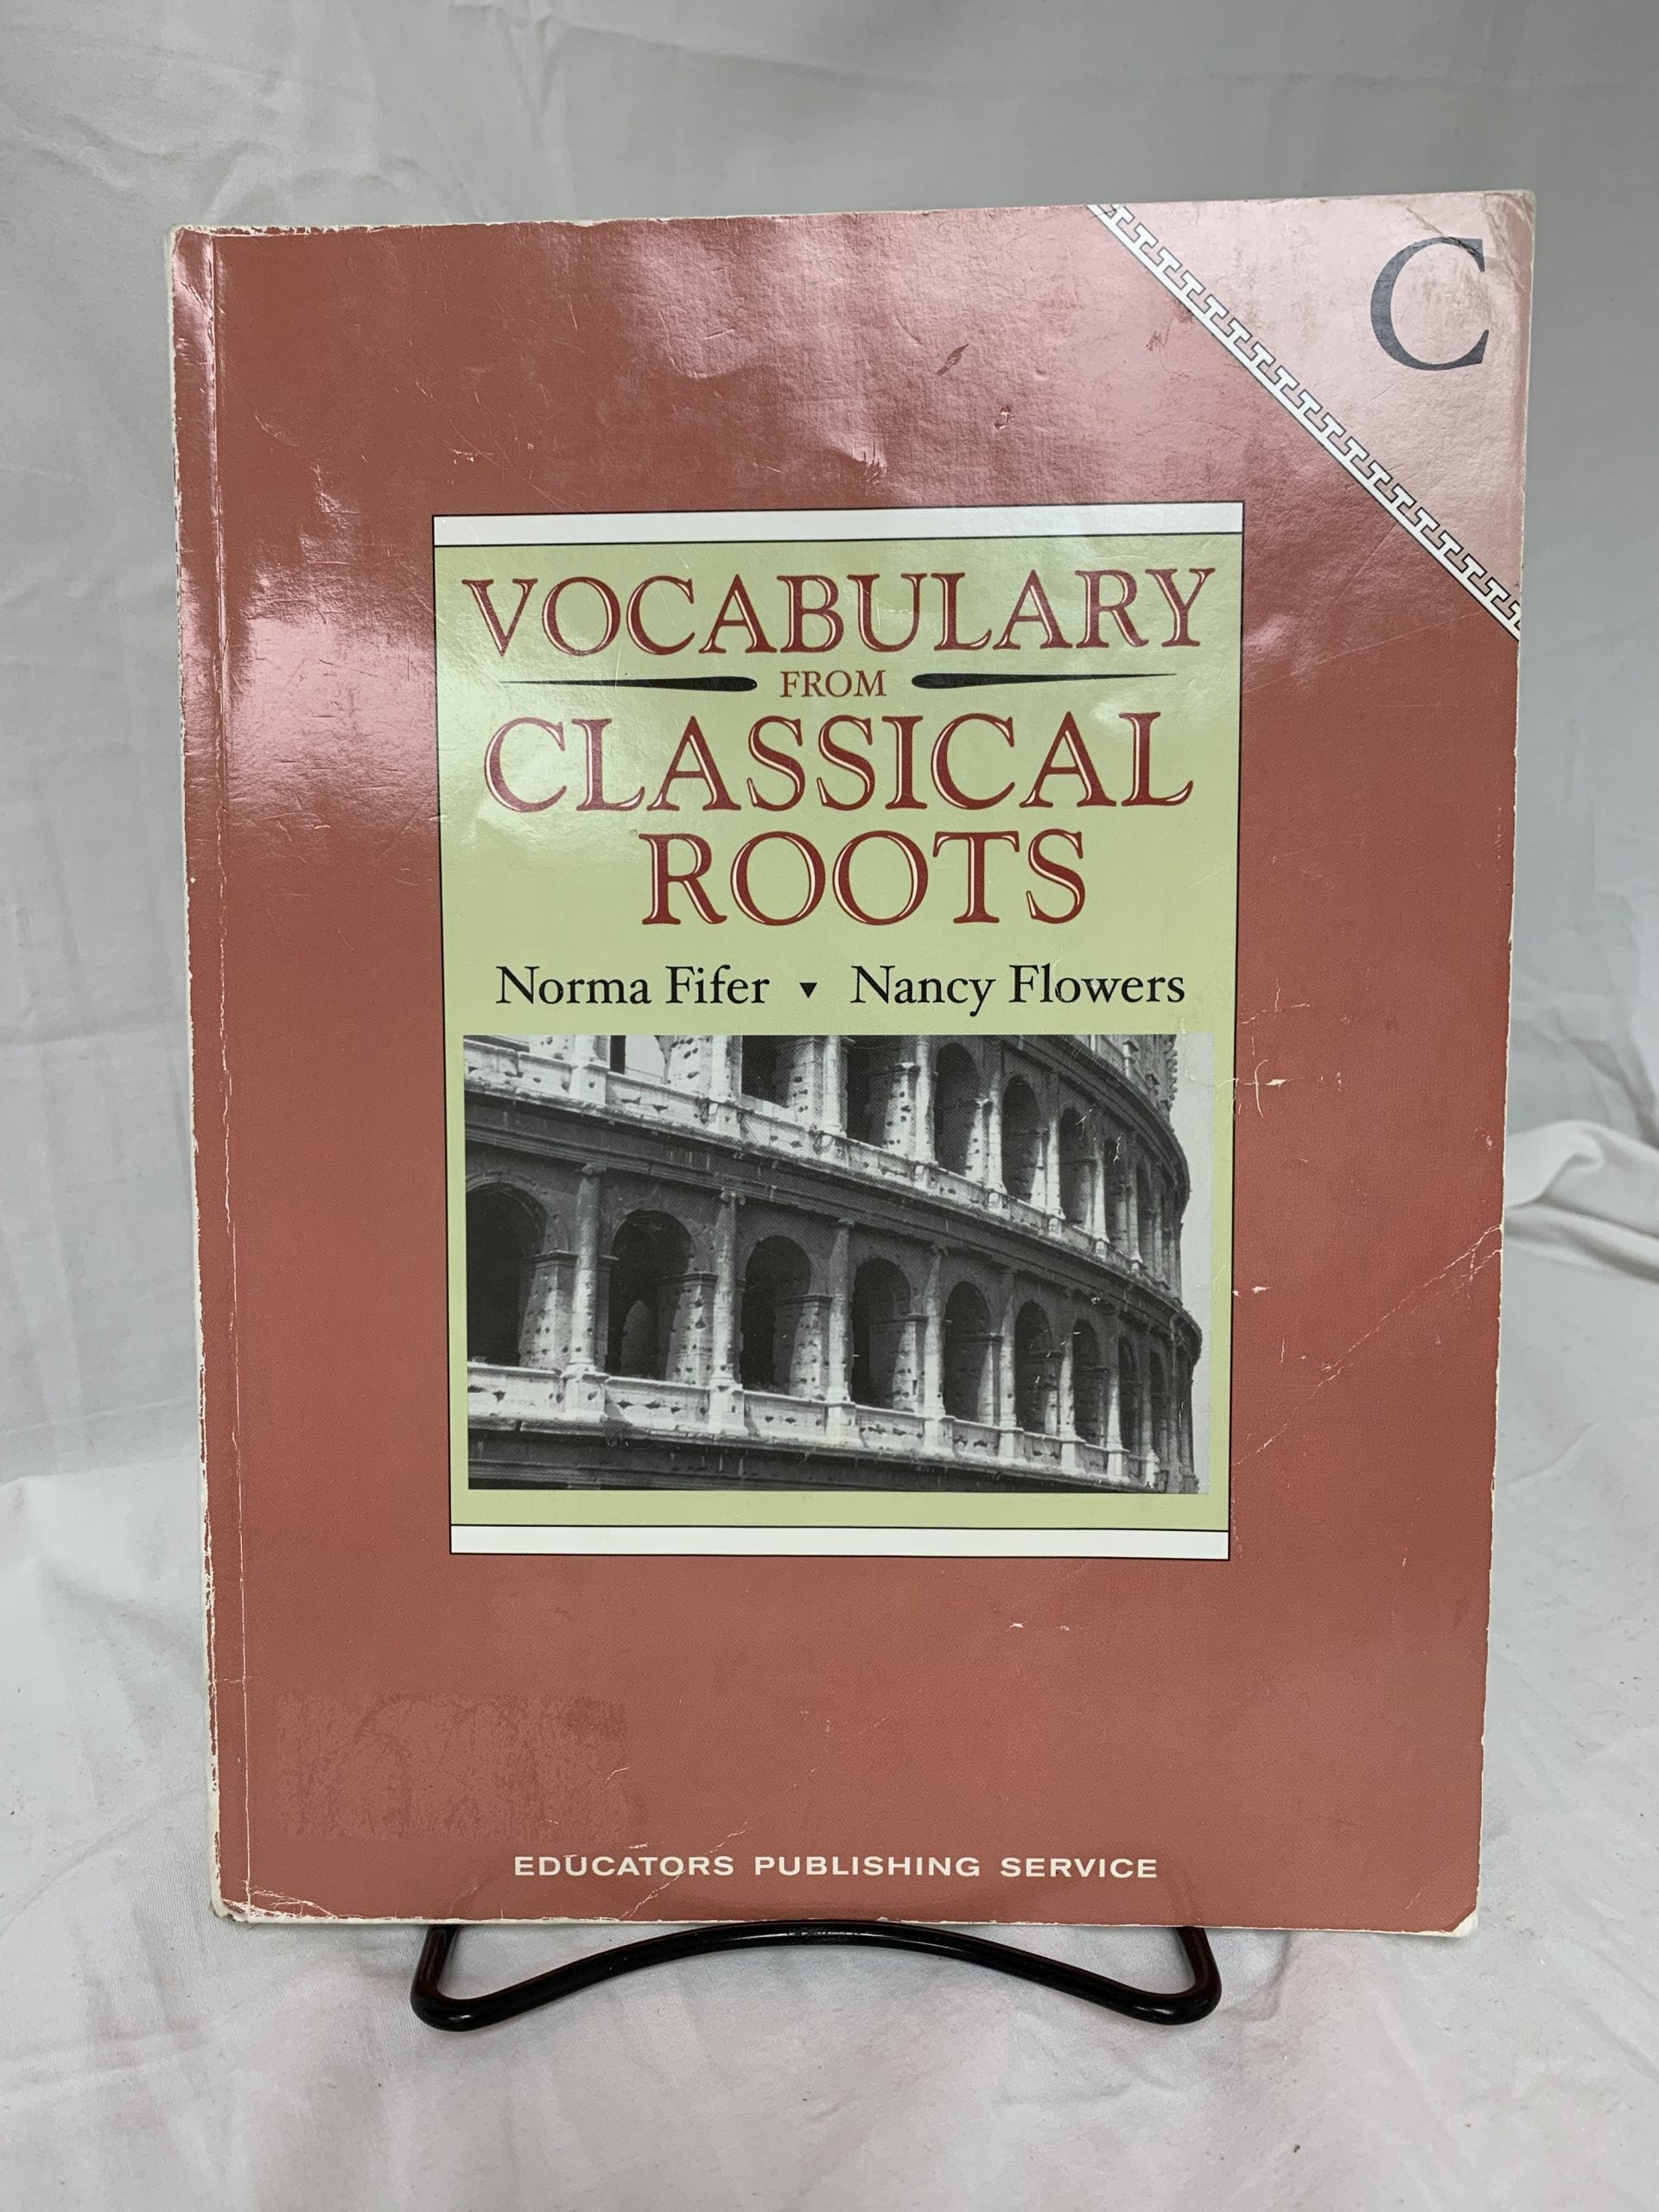 C
VOCABULARY
FROM
CLASSICAL
ROOTS
Norma Fifer ▼ Nancy Flowers
EDUCATORS PUBLISHING SERVICE